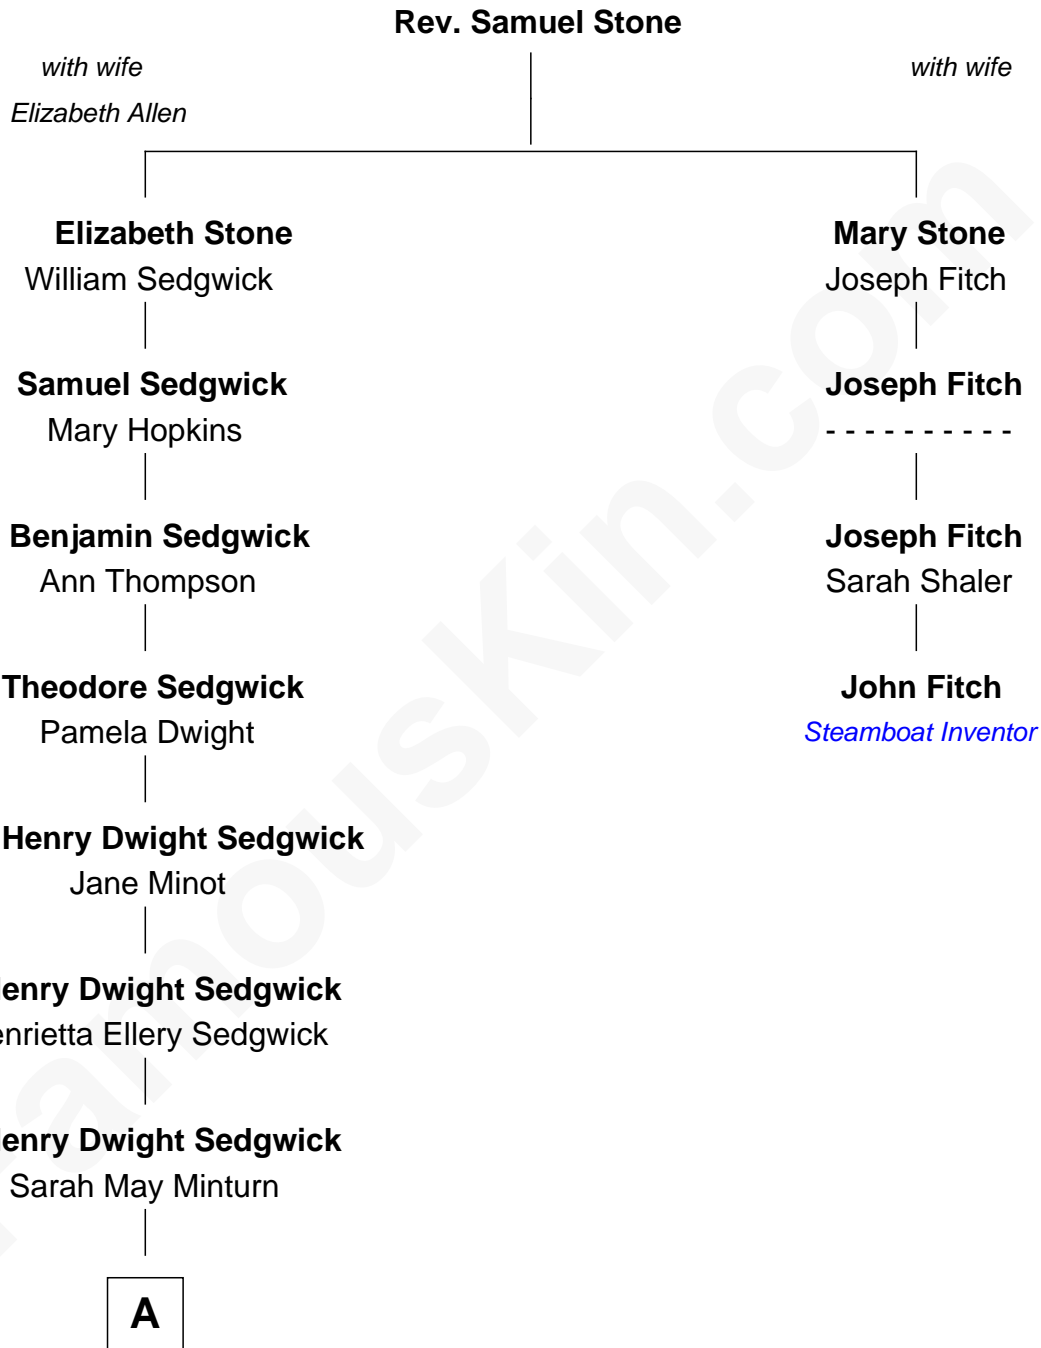 Rev. Samuel Stone
with wife
with wife
Elizabeth Allen
Elizabeth Stone
Mary Stone
William Sedgwick
Joseph Fitch
Samuel Sedgwick
Joseph Fitch
Mary Hopkins
- - - - - - - - - -
Benjamin Sedgwick
Joseph Fitch
Ann Thompson
Sarah Shaler
Theodore Sedgwick
John Fitch
Pamela Dwight
Steamboat Inventor
Henry Dwight Sedgwick
Jane Minot
enry Dwight Sedgwick
enrietta Ellery Sedgwick
enry Dwight Sedgwick
Sarah May Minturn
A
FamousKin.com